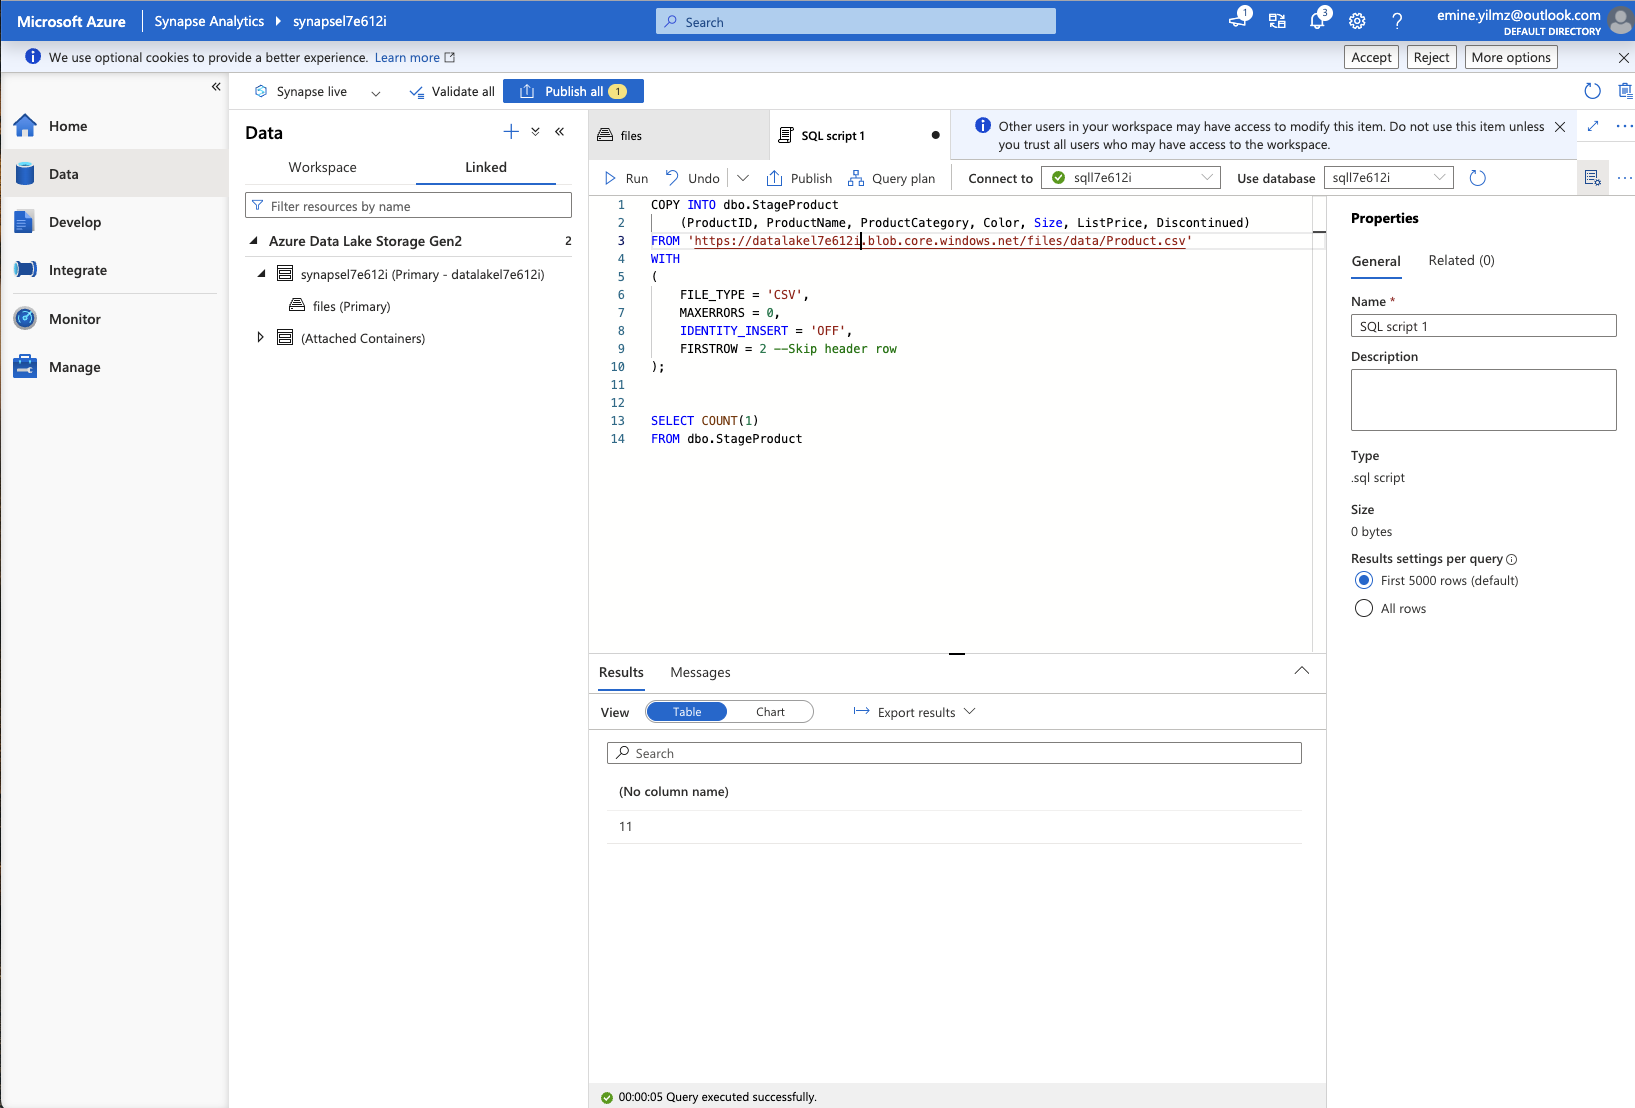 Microsoft Azure
Synapse Analytics
synapsel7e612i
Search
1
3
emine.yilmz@outlook.com
DEFAULT DIRECTORY
We use optional cookies to provide a better experience. Learn more
Accept
Reject
More options
Synapse live
Validate all
Publish all 1
Home
Data
Develop
Integrate
Monitor
Manage
Data
Workspace
Linked
Filter resources by name
Azure Data Lake Storage Gen2 2
synapsel7e612i (Primary - datalakel7e612i)
files (Primary)
(Attached Containers)
files
SQL script 1
Other users in your workspace may have access to modify this item. Do not use this item unless
you trust all users who may have access to the workspace.
Run
Undo
Publish
Query plan
Connect to
sqll7e612i
Use database
sqll7e612i
1 COPY INTO dbo.StageProduct
2 (ProductID, ProductName, ProductCategory, Color, Size, ListPrice, Discontinued)
3 FROM 'https://datalakel7e612i.blob.core.windows.net/files/data/Product.csv'
4 WITH
5 (
6 FILE_TYPE = 'CSV',
7 MAXERRORS = 0,
8 IDENTITY_INSERT = 'OFF',
9 FIRSTROW = 2 --Skip header row
10 );
11
12
13 SELECT COUNT(1)
14 FROM dbo.StageProduct
Properties
General
Related (0)
Name *
SQL script 1
Description
Type
.sql script
Size
0 bytes
Results settings per query
First 5000 rows (default)
All rows
Results
Messages
View
Table
Chart
Export results
Search
(No column name)
11
00:00:05 Query executed successfully.